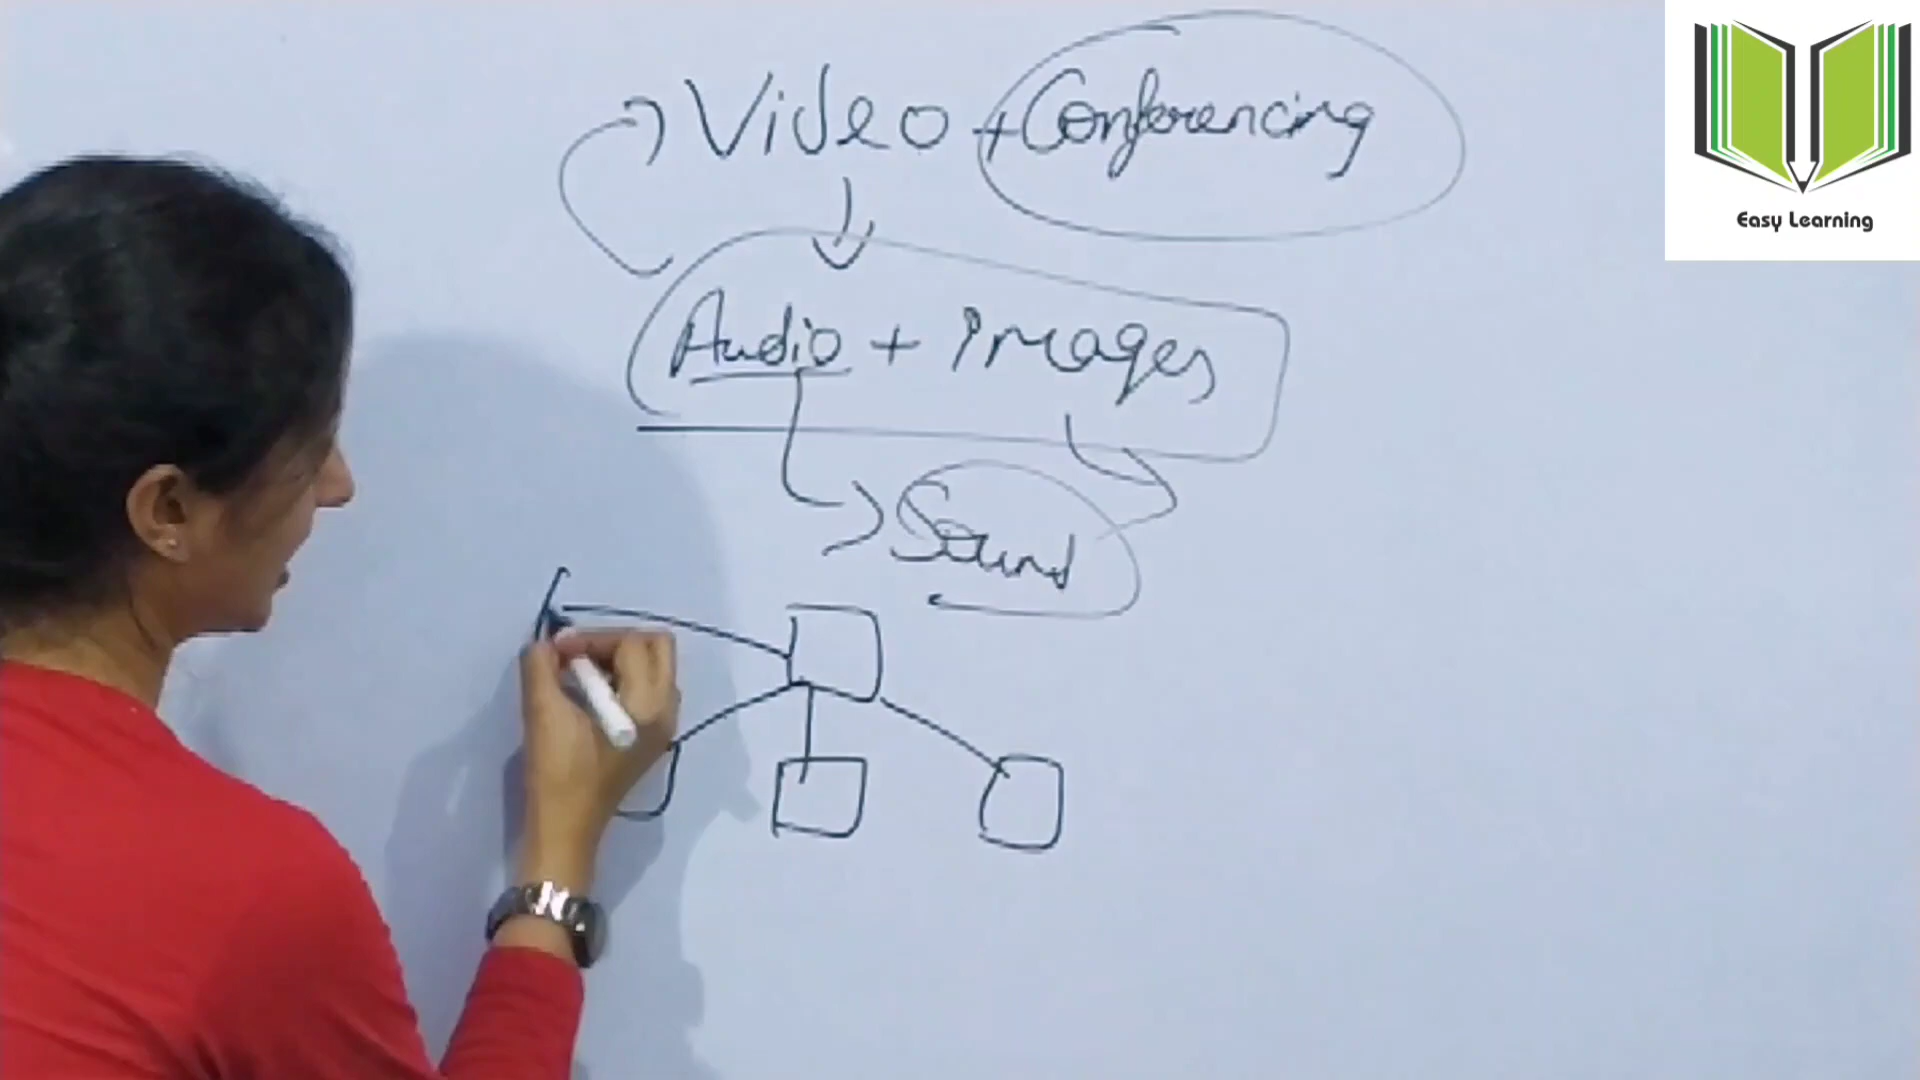 Video + Conferencing
Audio + Images
Sound
Easy Learning